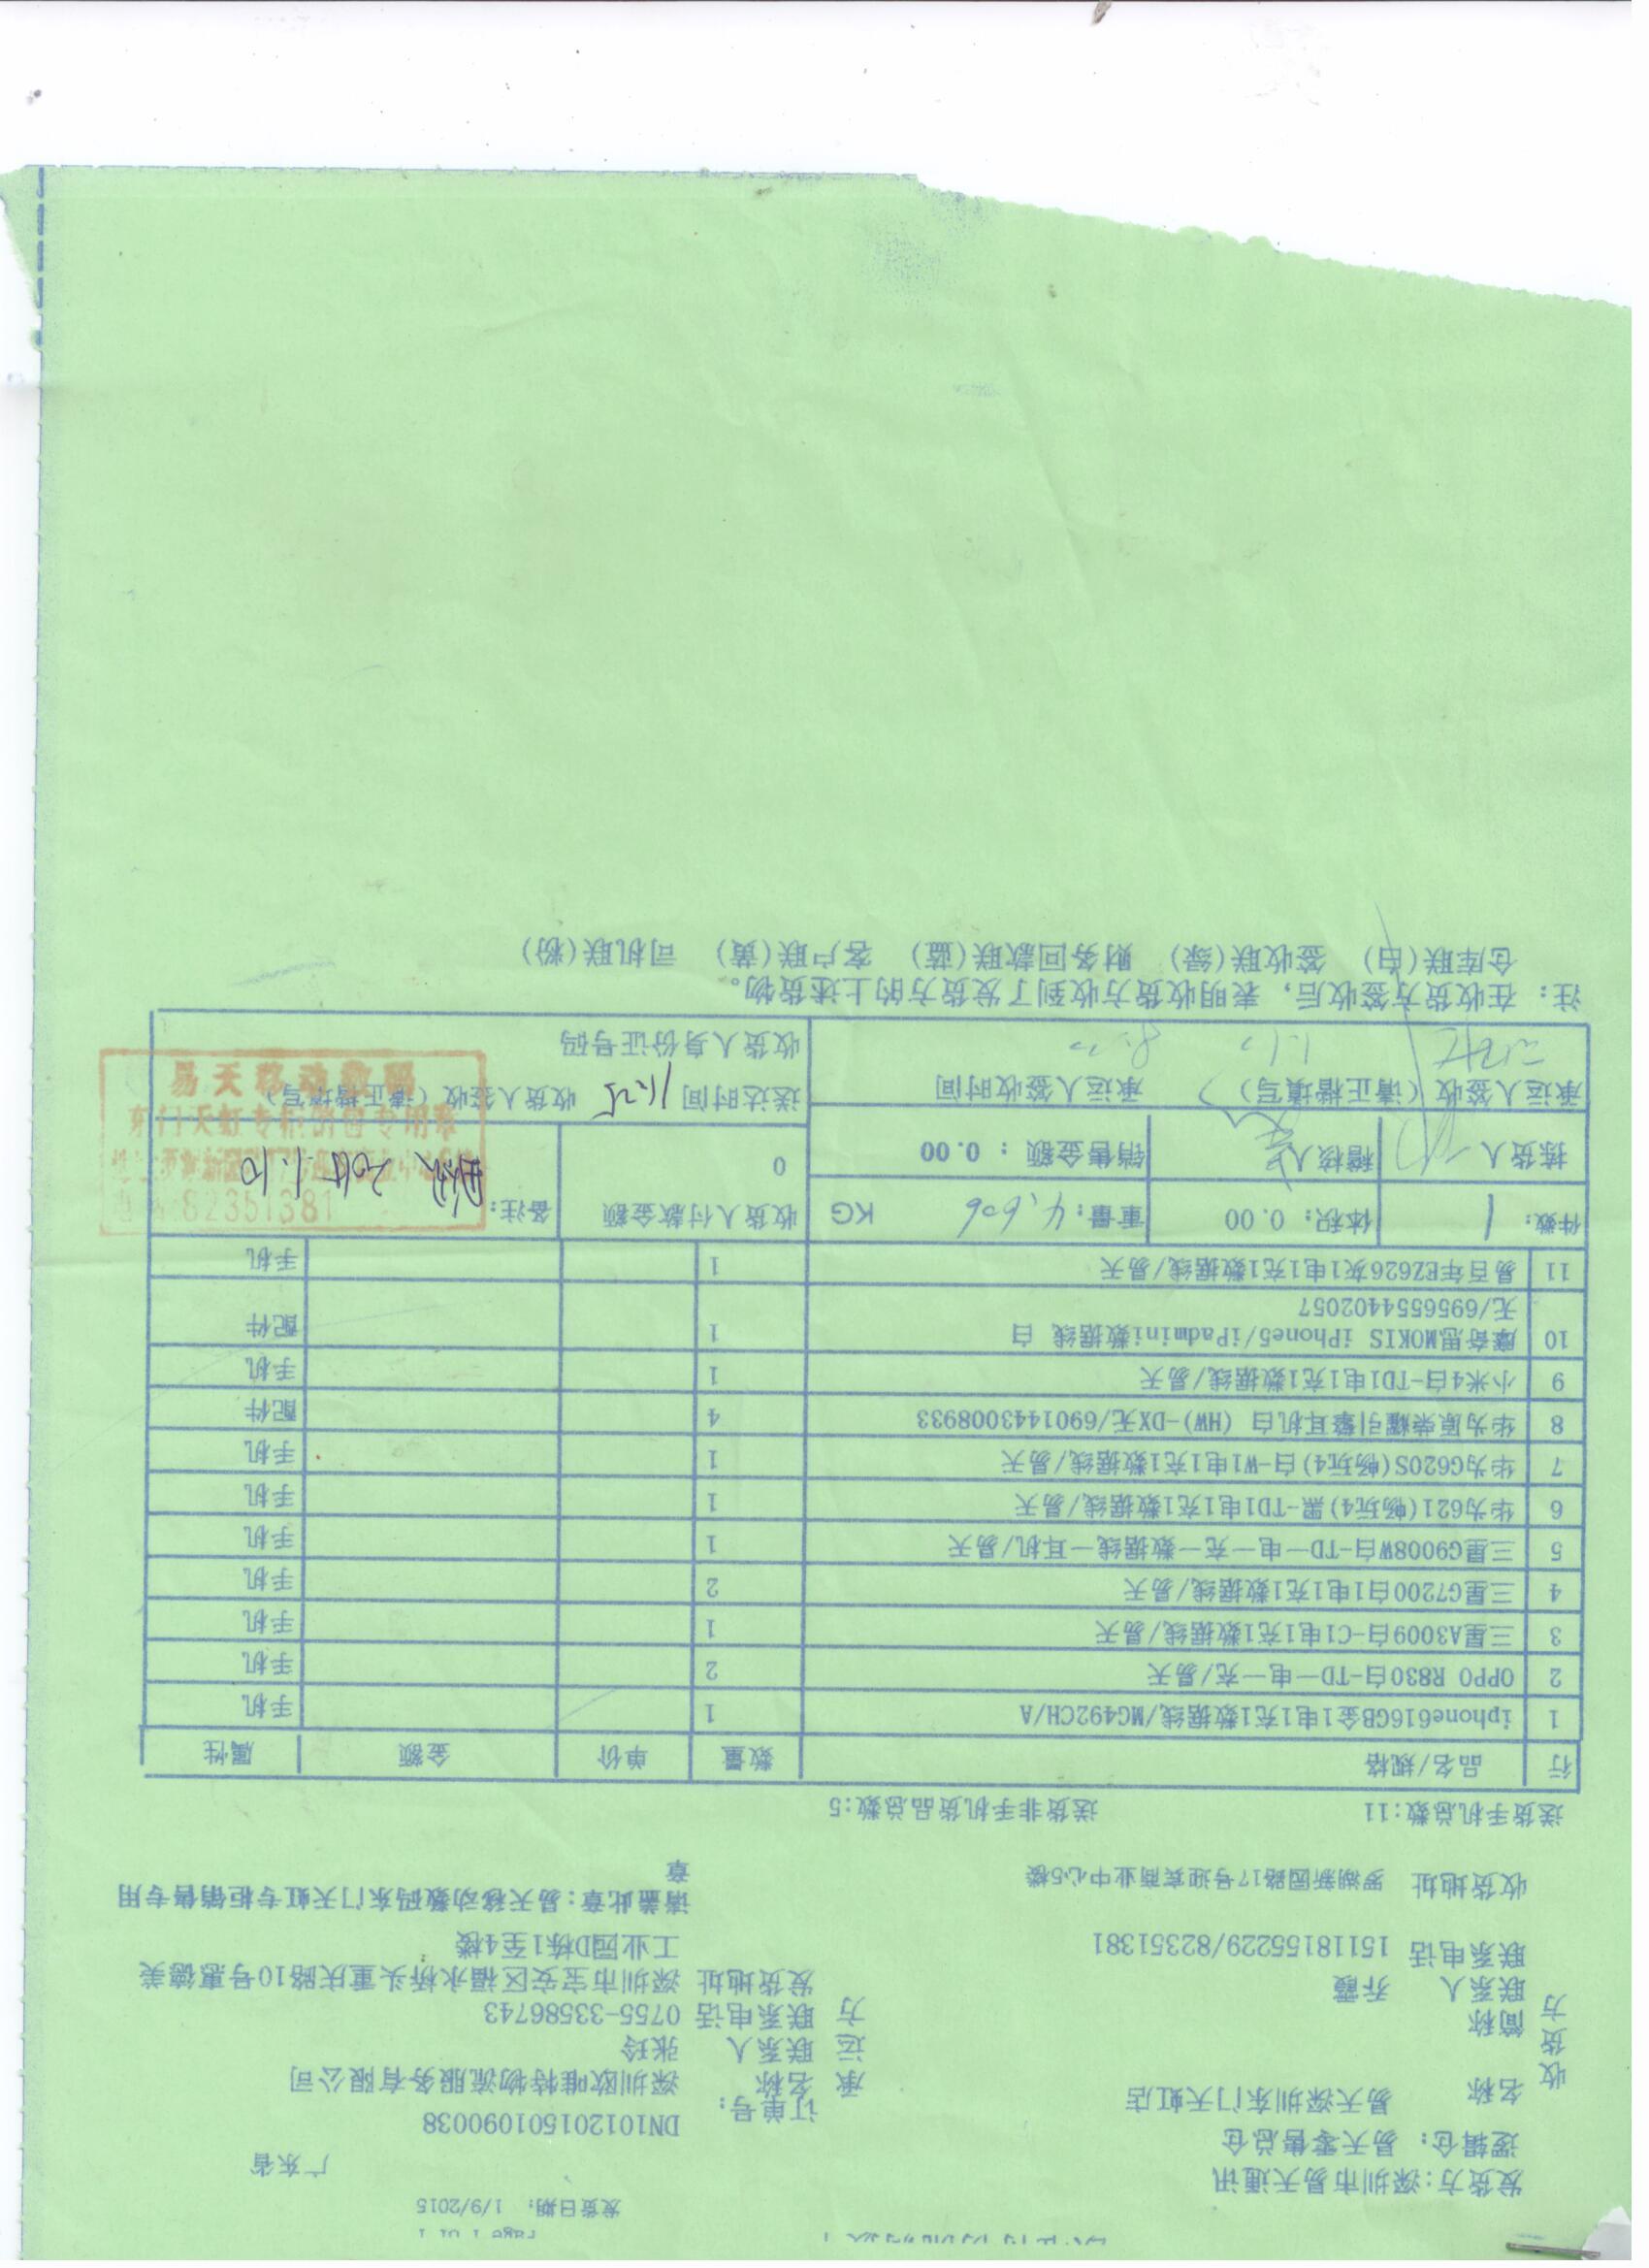 Page 1 of 1
发货日期: 1/9/2015
广东省
发货方:深圳市易天通讯
逻辑仓: 易天零售总仓
订单号: DN1012015010090038
收货方
名称 易天深圳东门天虹店
简称
联系人 乔霞
联系电话 15118155229/82351381
收货地址 罗湖新园路17号迎宾商业中心5楼
承运方
名称 深圳欧唯特物流服务有限公司
联系人 张玲
联系电话 0755-33586743
发货地址 深圳市宝安区福永桥头重庆路10号惠德美
工业园D栋1至4楼
请盖此章:易天移动数码东门天虹专柜销售专用
章
送货手机总数:11 送货非手机货品总数:5
行 品名/规格 数量 单价 金额 属性
1 iphone616GB金1电1充1数据线/MG492CH/A 1 手机
2 OPPO R830白-TD一电一充/易天 2 手机
3 三星A3009白-C1电1充1数据线/易天 1 手机
4 三星G7200白1电1充1数据线/易天 2 手机
5 三星G9008W白-TD一电一充一数据线一耳机/易天 1 手机
6 华为621(畅玩4)黑-TD1电1充1数据线/易天 1 手机
7 华为G620S(畅玩4)白-W1电1充1数据线/易天 1 手机
8 华为原荣耀引擎耳机白 (HW)-DX无/6901443008933 4 配件
9 小米4白-TD1电1充1数据线/易天 1 手机
10 摩奇思MOKIS iPhone5/iPadmini数据线 白 1 配件
无/6956554402057
11 易百年EZ626灰1电1充1数据线/易天 1 手机
件数: 1 体积: 0.00 重量: 4.606 KG 收货人付款金额 备注:
拣货人 稽核人 销售金额 : 0.00 0
2015.1.10
承运人签收 (请正楷填写) 承运人签收时间 送达时间 11:25 收货人签收 (请正楷填写)
收货人身份证号码
易天移动数码
东门天虹专柜销售专用章
82351381
注: 在收货方签收后, 表明收货方收到了发货方的上述货物。
仓库联(白) 签收联(绿) 财务回款联(蓝) 客户联(黄) 司机联(粉)